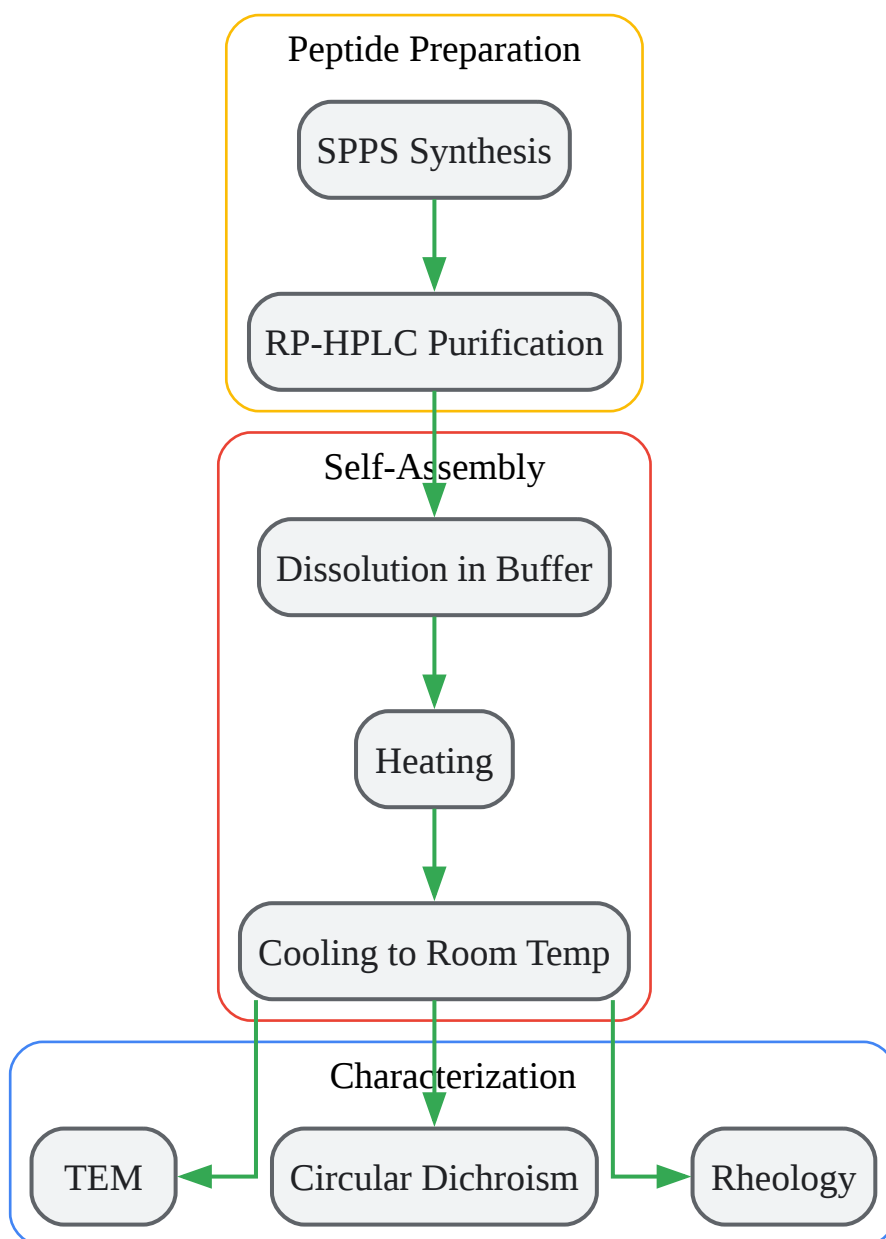 Peptide Preparation
SPPS Synthesis
RP-HPLC Purification
Self-Assembly
Dissolution in Buffer
Heating
Cooling to Room Temp
Characterization
TEM
Circular Dichroism
Rheology